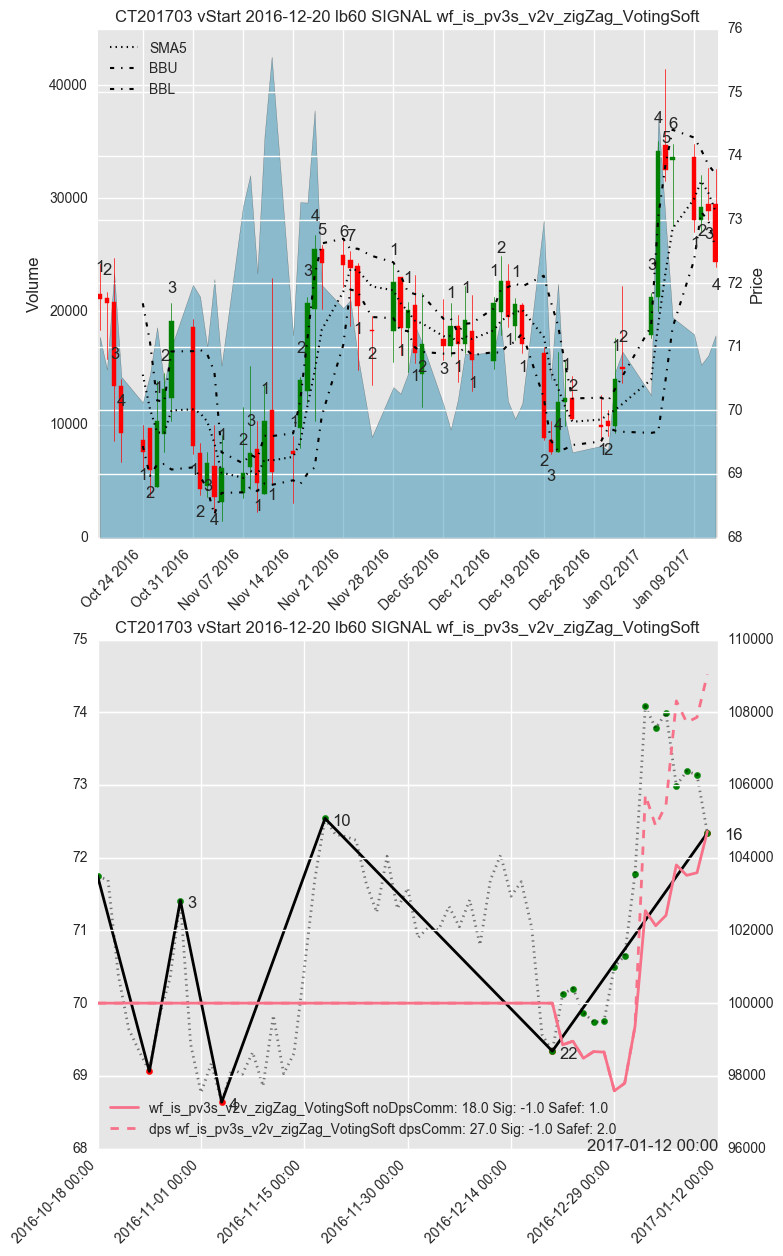 CT201703 vStart 2016-12-20 lb60 SIGNAL wf_is_pv3s_v2v_zigZag_VotingSoft
SMA5
BBU
BBL
Volume
40000
30000
20000
10000
0
Price
76
75
74
73
72
71
70
69
68
Oct 24 2016
Oct 31 2016
Nov 07 2016
Nov 14 2016
Nov 21 2016
Nov 28 2016
Dec 05 2016
Dec 12 2016
Dec 19 2016
Dec 26 2016
Jan 02 2017
Jan 09 2017
CT201703 vStart 2016-12-20 lb60 SIGNAL wf_is_pv3s_v2v_zigZag_VotingSoft
75
74
73
72
71
70
69
68
110000
108000
106000
104000
102000
100000
98000
96000
3
4
10
22
16
wf_is_pv3s_v2v_zigZag_VotingSoft noDpsComm: 18.0 Sig: -1.0 Safef: 1.0
dps wf_is_pv3s_v2v_zigZag_VotingSoft dpsComm: 27.0 Sig: -1.0 Safef: 2.0
2017-01-12 00:00
2016-10-18 00:00
2016-11-01 00:00
2016-11-15 00:00
2016-11-30 00:00
2016-12-14 00:00
2016-12-29 00:00
2017-01-12 00:00